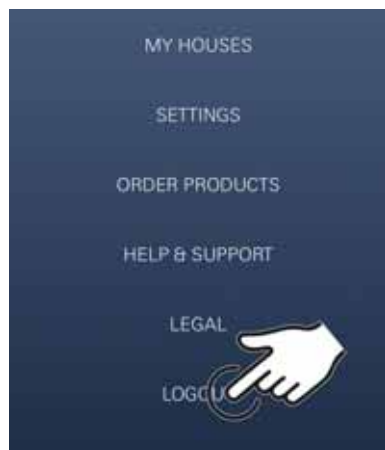 MY HOUSES
SETTINGS
ORDER PRODUCTS
HELP & SUPPORT
LEGAL